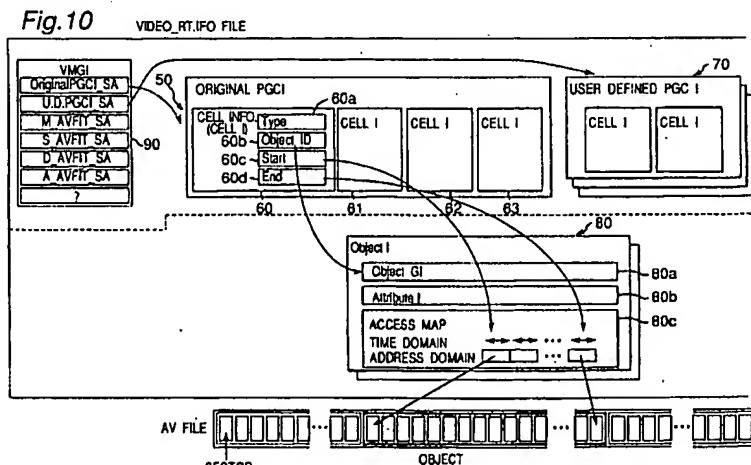 Fig.10
VIDEO_RT.IFO FILE
VMGI
OriginalPGCI_SA
U.D.PGCI_SA
M_AVFIT_SA
S_AVFIT_SA
D_AVFIT_SA
A_AVFIT_SA
?
90
50
ORIGINAL PGCI
60a
CELL INFO.
(CELL I)
Type
60b
Object_ID
60c
Start
60d
End
CELL I
CELL I
CELL I
60
61
62
63
70
USER DEFINED PGC I
CELL I
CELL I
80
Object I
Object GI
80a
Attribute I
80b
ACCESS MAP
80c
TIME DOMAIN
...
ADDRESS DOMAIN
...
AV FILE
...
...
...
SECTOR
OBJECT